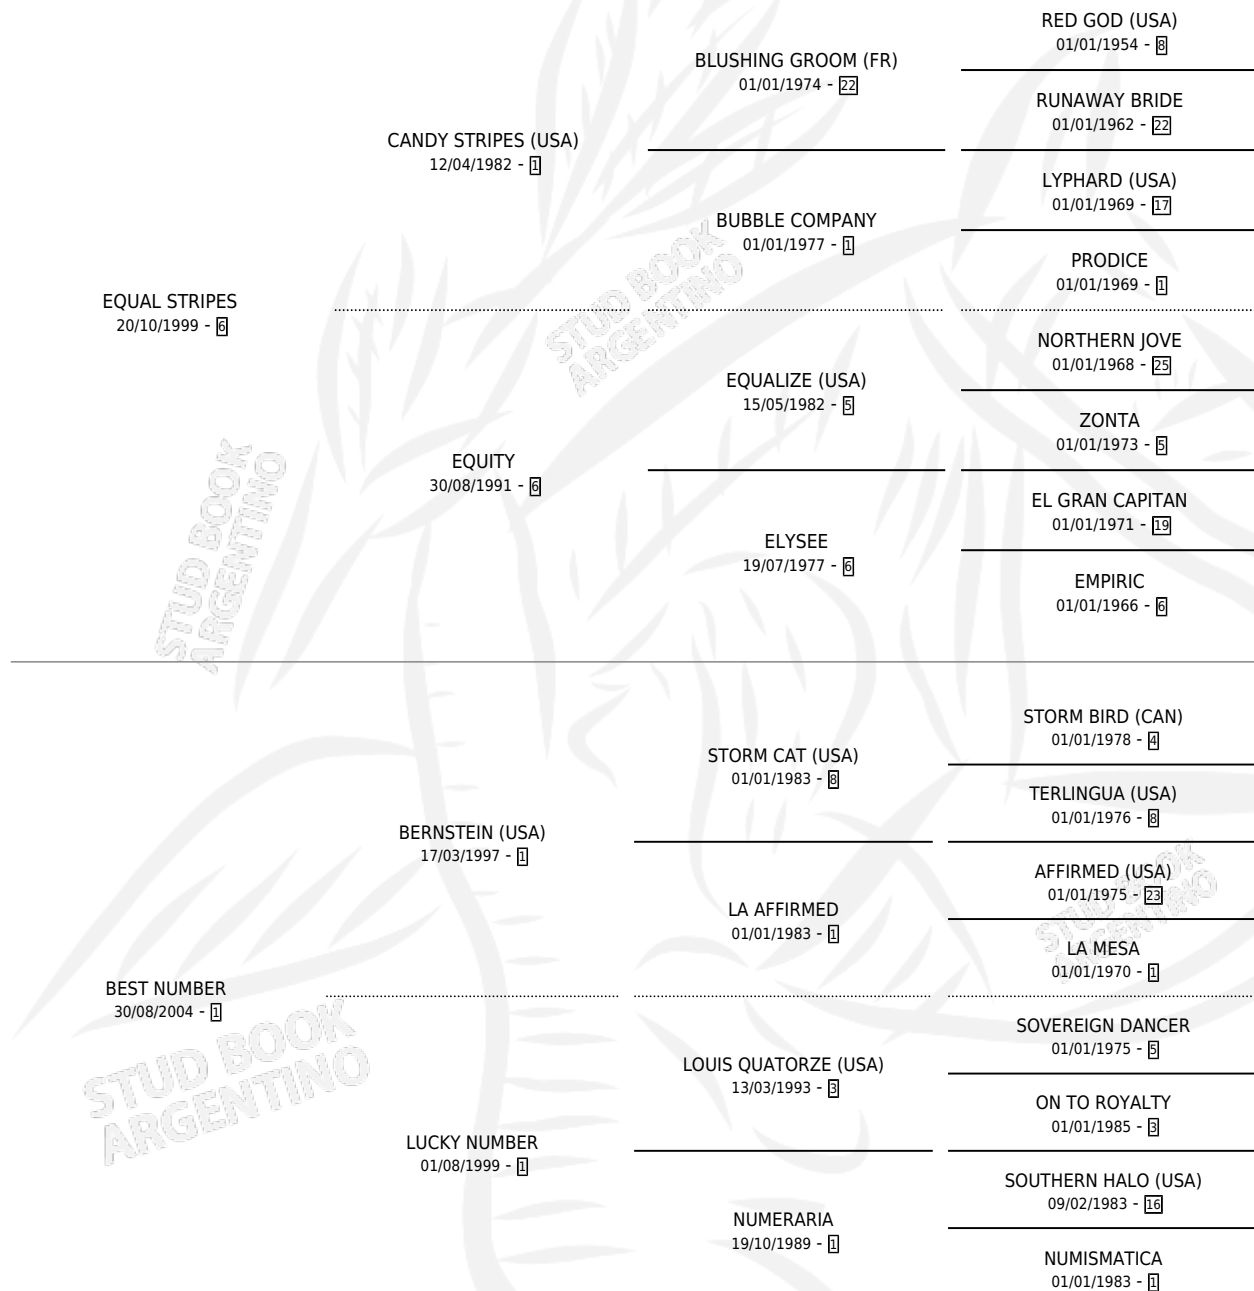 RED GOD (USA)
01/01/1954 - 8
BLUSHING GROOM (FR)
01/01/1974 - 22
RUNAWAY BRIDE
01/01/1962 - 22
CANDY STRIPES (USA)
12/04/1982 - 1
LYPHARD (USA)
01/01/1969 - 17
BUBBLE COMPANY
01/01/1977 - 1
PRODICE
01/01/1969 - 1
EQUAL STRIPES
20/10/1999 - 6
NORTHERN JOVE
01/01/1968 - 25
EQUALIZE (USA)
15/05/1982 - 5
ZONTA
01/01/1973 - 5
EQUITY
30/08/1991 - 6
EL GRAN CAPITAN
01/01/1971 - 19
ELYSEE
19/07/1977 - 6
EMPIRIC
01/01/1966 - 6
STORM BIRD (CAN)
01/01/1978 - 4
STORM CAT (USA)
01/01/1983 - 8
TERLINGUA (USA)
01/01/1976 - 8
BERNSTEIN (USA)
17/03/1997 - 1
AFFIRMED (USA)
01/01/1975 - 23
LA AFFIRMED
01/01/1983 - 1
LA MESA
01/01/1970 - 1
BEST NUMBER
30/08/2004 - 1
SOVEREIGN DANCER
01/01/1975 - 5
LOUIS QUATORZE (USA)
13/03/1993 - 3
ON TO ROYALTY
01/01/1985 - 3
LUCKY NUMBER
01/08/1999 - 1
SOUTHERN HALO (USA)
09/02/1983 - 16
NUMERARIA
19/10/1989 - 1
NUMISMATICA
01/01/1983 - 1
STUD BOOK
ARGENTINO
STUD BOOK
ARGENTINO
STUD BOOK
ARGENTINO
STUD BOOK
ARGENTINO